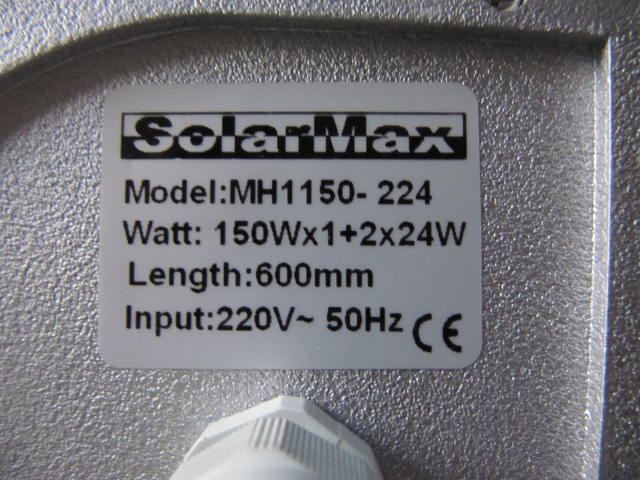 SolarMax
Model:MH1150- 224
Watt: 150Wx1+2x24W
Length:600mm
Input:220V~ 50Hz CE